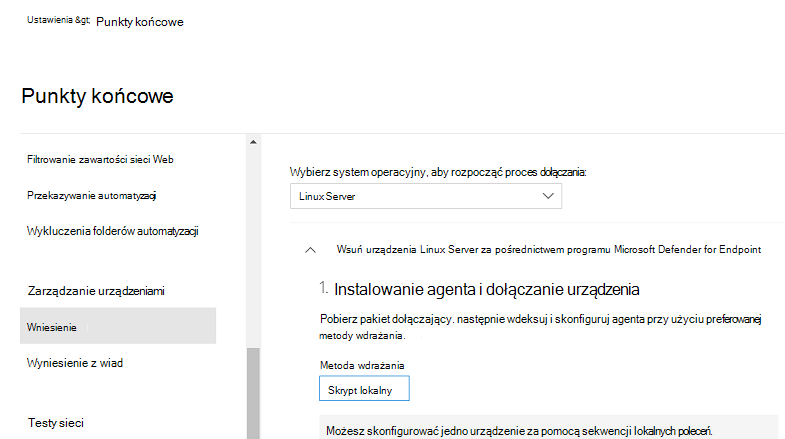 Ustawienia &gt; Punkty końcowe
Punkty końcowe
Filtrowanie zawartości sieci Web
Przekazywanie automatyzacji
Wykluczenia folderów automatyzacji
Zarządzanie urządzeniami
Wniesienie
Wyniesienie z wiad
Testy sieci
Wybierz system operacyjny, aby rozpocząć proces dołączania:
Linux Server
Wsuń urządzenia Linux Server za pośrednictwem programu Microsoft Defender for Endpoint
1. Instalowanie agenta i dołączanie urządzenia
Pobierz pakiet dołączający. następnie wdeksuj i skonfiguruj agenta przy użyciu preferowanej
metody wdrażania.
Metoda wdrażania
Skrypt lokalny
Możesz skonfigurować jedno urządzenie za pomocą sekwencji lokalnych poleceń.